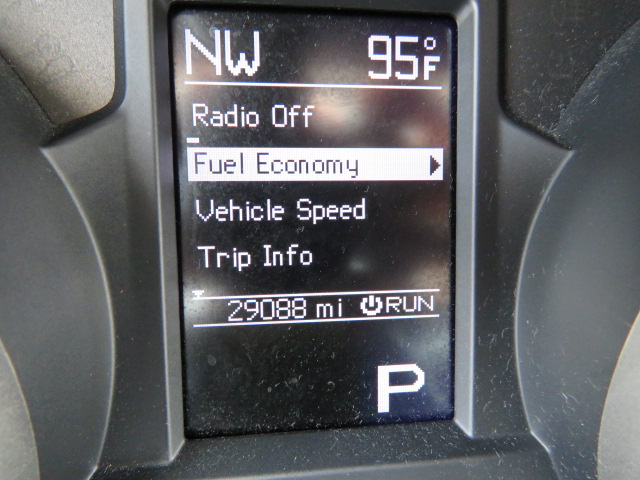 NW 95°F
Radio Off
Fuel Economy
Vehicle Speed
Trip Info
29088 mi RUN
P